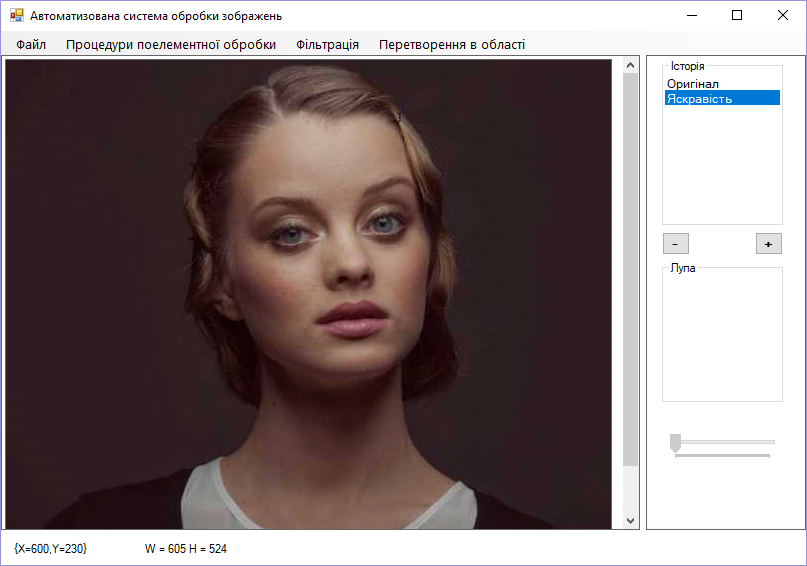 Автоматизована система обробки зображень
Файл Процедури поелементної обробки Фільтрація Перетворення в області
Історія
Оригінал
Яскравість
- +
Лупа
{X=600,Y=230} W = 605 H = 524